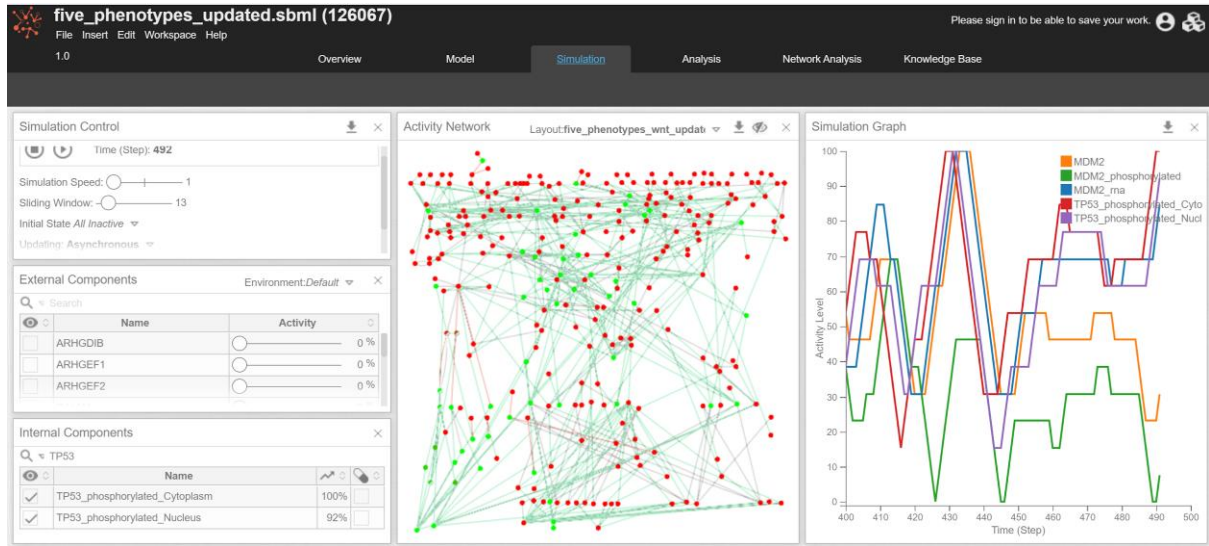 five_phenotypes_updated.sbml (126067)
File Insert Edit Workspace Help
Please sign in to be able to save your work.
1.0 Overview Model Simulation Analysis Network Analysis Knowledge Base
Simulation Control
Time (Step): 492
Simulation Speed: 1
Sliding Window: 13
Initial State All Inactive
Updating: Asynchronous
External Components Environment:Default
Search
Name Activity
ARHGDIB 0 %
ARHGEF1 0 %
ARHGEF2 0 %
Internal Components
TP53
Name
TP53_phosphorylated_Cytoplasm 100%
TP53_phosphorylated_Nucleus 92%
Activity Network Layout:five_phenotypes_wnt_updat
Simulation Graph
MDM2
MDM2_phosphorylated
MDM2_rna
TP53_phosphorylated_Cyto
TP53_phosphorylated_Nucl
Activity Level
100
90
80
70
60
50
40
30
20
10
0
400 410 420 430 440 450 460 470 480 490 500
Time (Step)